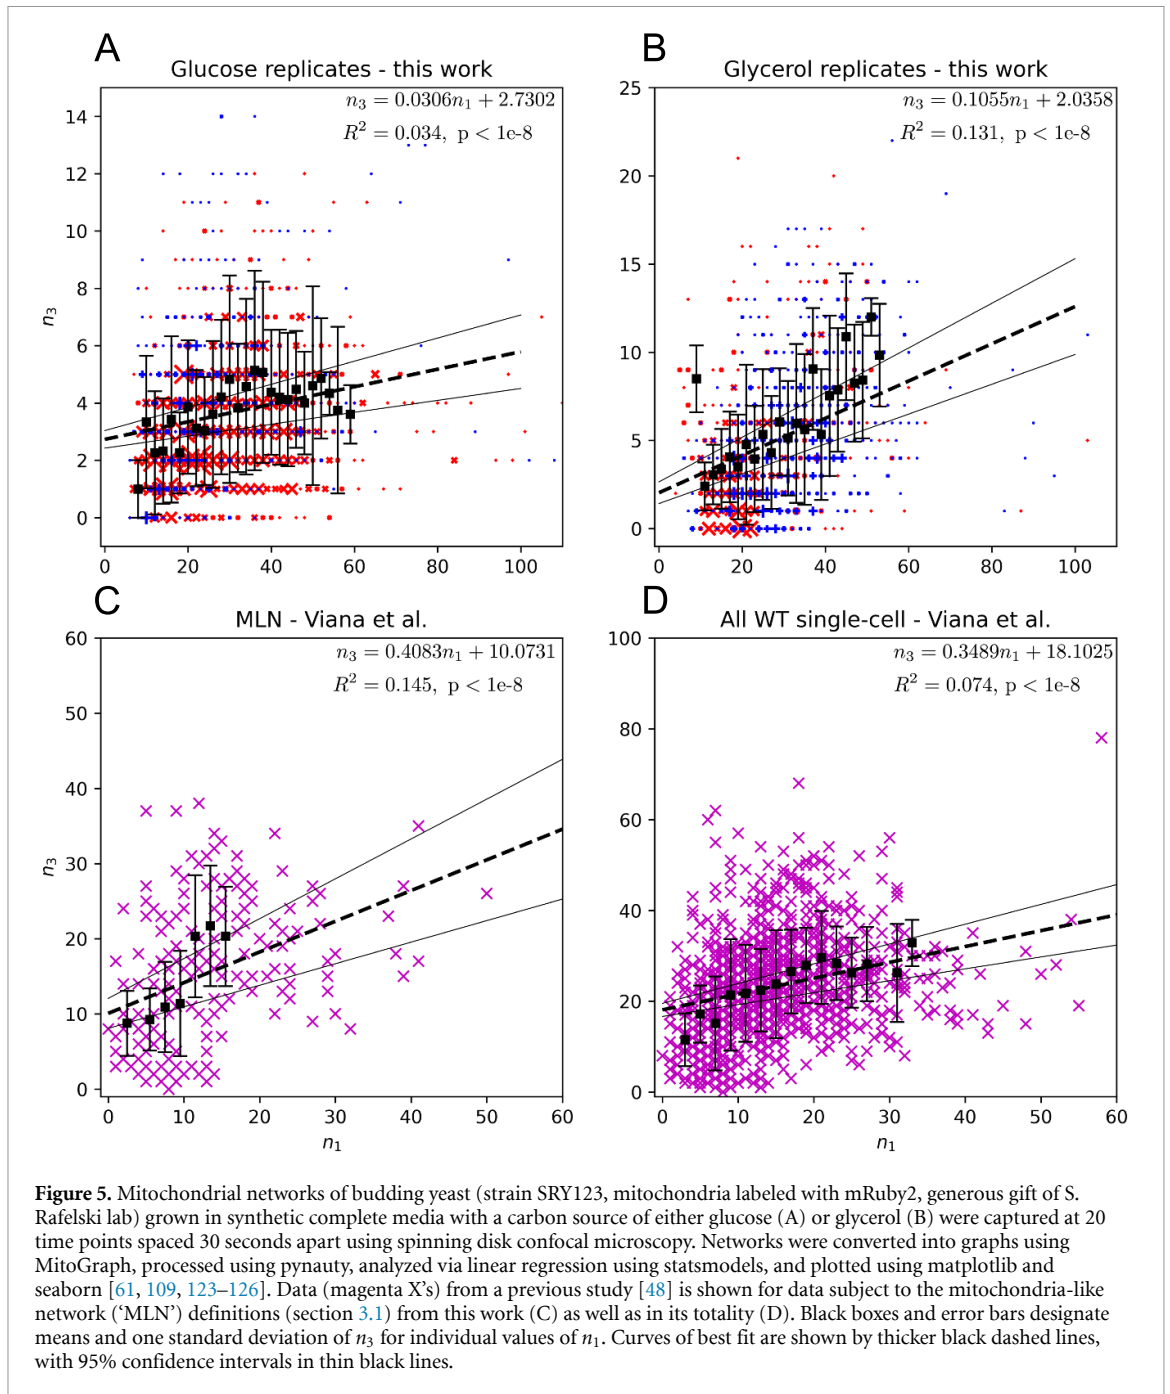 A
Glucose replicates - this work
n₃ = 0.0306n₁ + 2.7302
R² = 0.034, p < 1e-8
n₃
14
12
10
8
6
4
2
0
0 20 40 60 80 100
B
Glycerol replicates - this work
n₃ = 0.1055n₁ + 2.0358
R² = 0.131, p < 1e-8
25
20
15
10
5
0
0 20 40 60 80 100
C
MLN - Viana et al.
n₃ = 0.4083n₁ + 10.0731
R² = 0.145, p < 1e-8
n₃
60
50
40
30
20
10
0
0 10 20 30 40 50 60
n₁
D
All WT single-cell - Viana et al.
n₃ = 0.3489n₁ + 18.1025
R² = 0.074, p < 1e-8
100
80
60
40
20
0
0 10 20 30 40 50 60
n₁
Figure 5. Mitochondrial networks of budding yeast (strain SRY123, mitochondria labeled with mRuby2, generous gift of S.
Rafelski lab) grown in synthetic complete media with a carbon source of either glucose (A) or glycerol (B) were captured at 20
time points spaced 30 seconds apart using spinning disk confocal microscopy. Networks were converted into graphs using
MitoGraph, processed using pynauty, analyzed via linear regression using statsmodels, and plotted using matplotlib and
seaborn [61, 109, 123–126]. Data (magenta X's) from a previous study [48] is shown for data subject to the mitochondria-like
network ('MLN') definitions (section 3.1) from this work (C) as well as in its totality (D). Black boxes and error bars designate
means and one standard deviation of n₃ for individual values of n₁. Curves of best fit are shown by thicker black dashed lines,
with 95% confidence intervals in thin black lines.